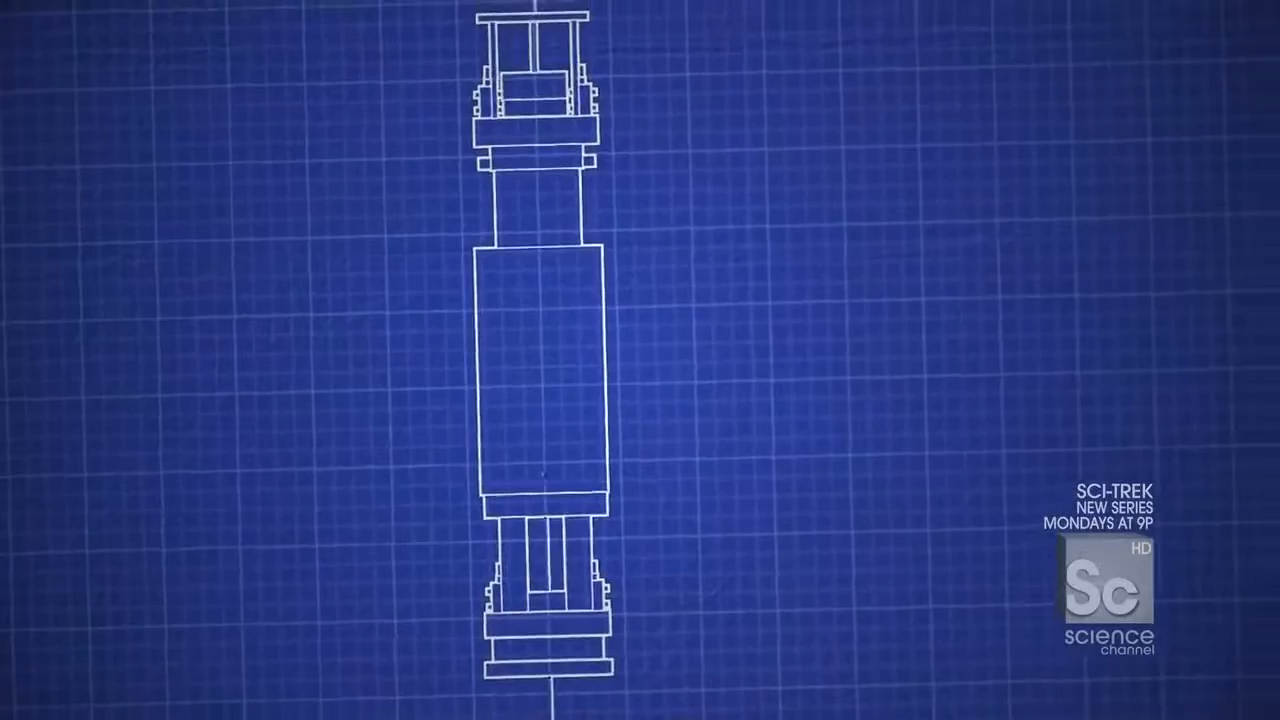 SCI-TREK
NEW SERIES
MONDAYS AT 9P
HD
Sc
science
channel